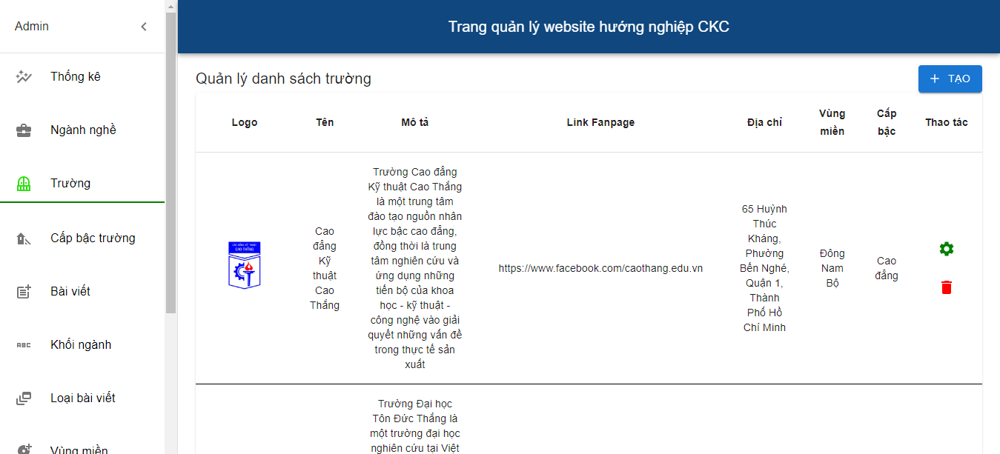 Admin
Trang quản lý website hướng nghiệp CKC
Thống kê
Ngành nghề
Trường
Cấp bậc trường
Bài viết
ABC
Khối ngành
Loại bài viết
Vùng miền
Quản lý danh sách trường
+ TẠO
Logo
Tên
Mô tả
Link Fanpage
Địa chỉ
Vùng
miền
Cấp
bậc
Thao tác
CAO ĐẲNG KỸ THUẬT
CAO THẮNG
Cao
đẳng
Kỹ
thuật
Cao
Thắng
Trường Cao đẳng
Kỹ thuật Cao Thắng
là một trung tâm
đào tạo nguồn nhân
lực bậc cao đẳng,
đồng thời là trung
tâm nghiên cứu và
ứng dụng những
tiến bộ của khoa
học - kỹ thuật -
công nghệ vào giải
quyết những vấn đề
trong thực tế sản
xuất
https://www.facebook.com/caothang.edu.vn
65 Huỳnh
Thúc
Kháng,
Phường
Bến Nghé,
Quận 1,
Thành
Phố Hồ
Chí Minh
Đông
Nam
Bộ
Cao
đẳng
Trường Đại học
Tôn Đức Thắng là
một trường đại học
nghiên cứu tại Việt